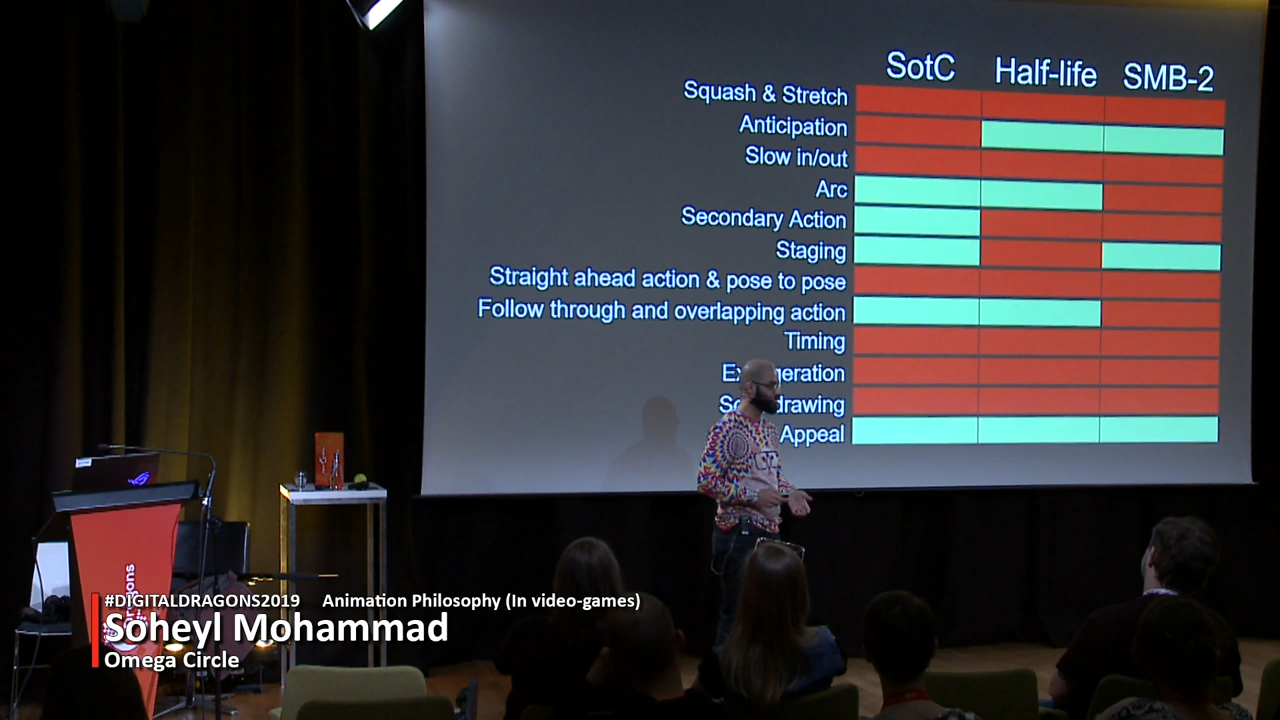 SotC Half-life SMB-2
Squash & Stretch
Anticipation
Slow in/out
Arc
Secondary Action
Staging
Straight ahead action & pose to pose
Follow through and overlapping action
Timing
Appeal
#DIGITALDRAGONS2019 Animation Philosophy (In video-games)
Soheyl Mohammad
Omega Circle